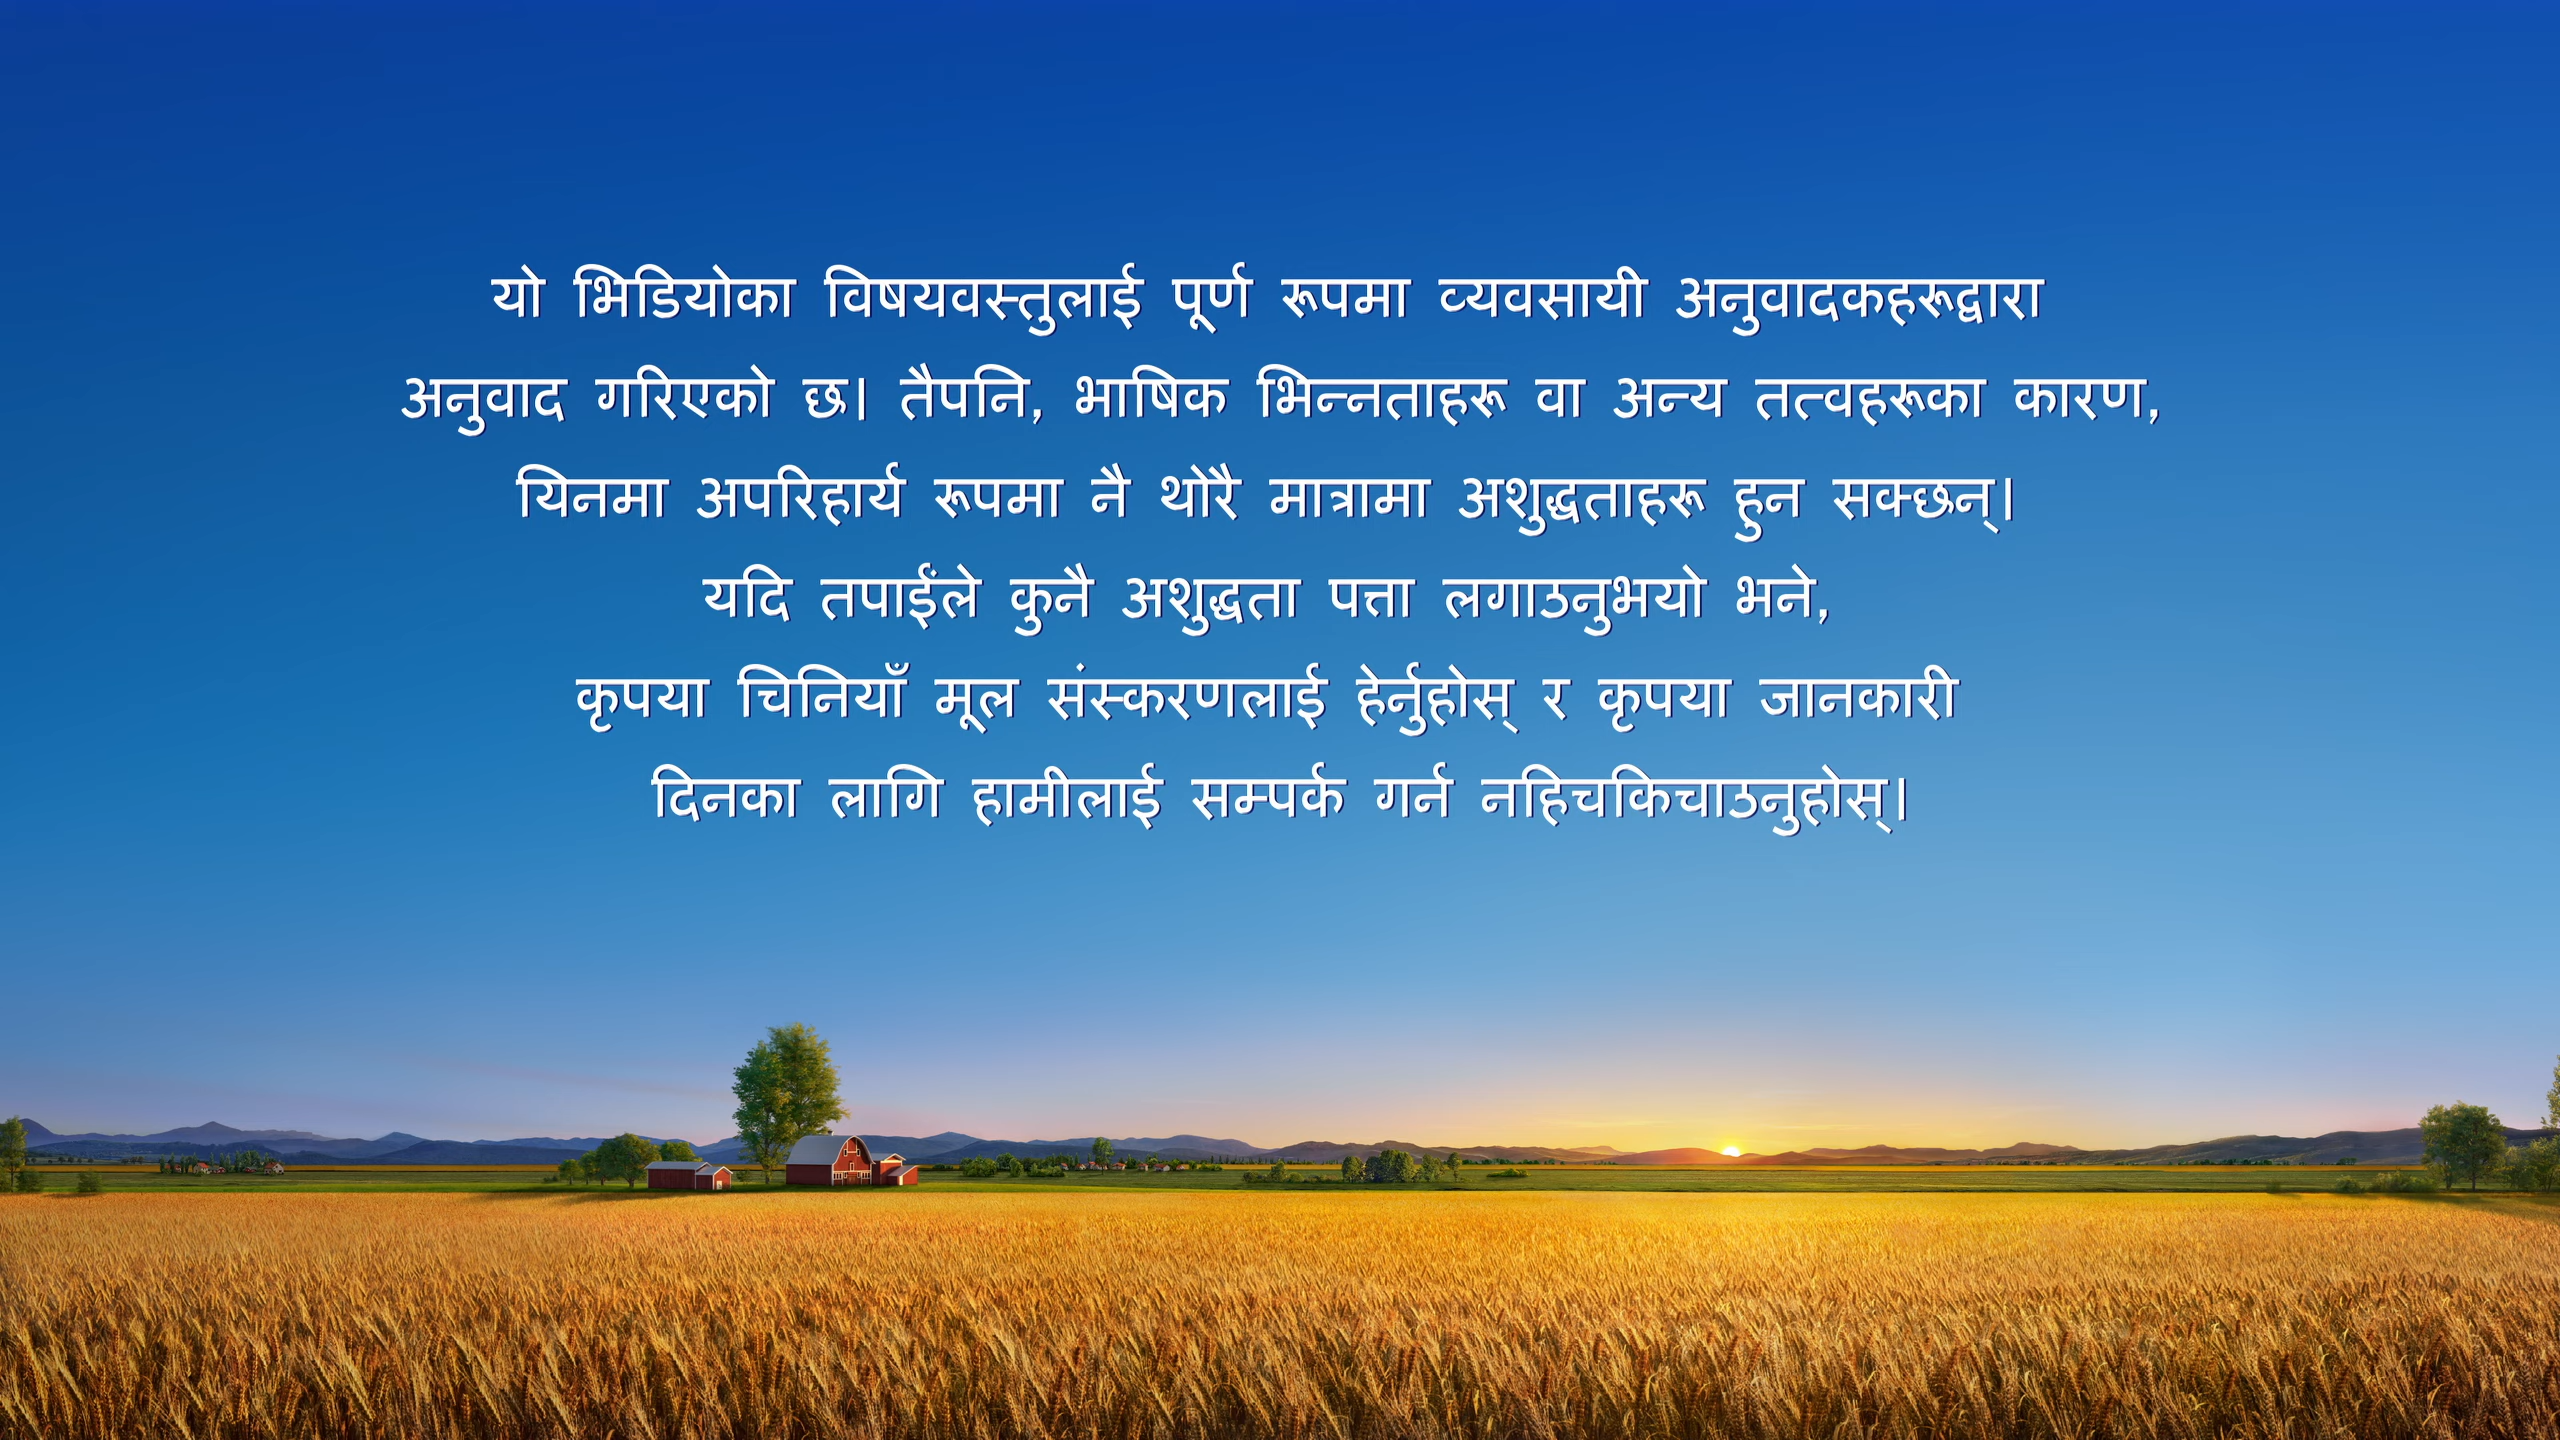 यो भिडियोका विषयवस्तुलाई पूर्ण रूपमा व्यवसायी अनुवादकहरूद्वारा
अनुवाद गरिएको छ। तैपनि, भाषिक भिन्नताहरू वा अन्य तत्वहरूका कारण,
यिनमा अपरिहार्य रूपमा नै थोरै मात्रामा अशुद्धताहरू हुन सक्छन्।
यदि तपाईंले कुनै अशुद्धता पत्ता लगाउनुभयो भने,
कृपया चिनियाँ मूल संस्करणलाई हेर्नुहोस् र कृपया जानकारी
दिनका लागि हामीलाई सम्पर्क गर्न नहिचकिचाउनुहोस्।